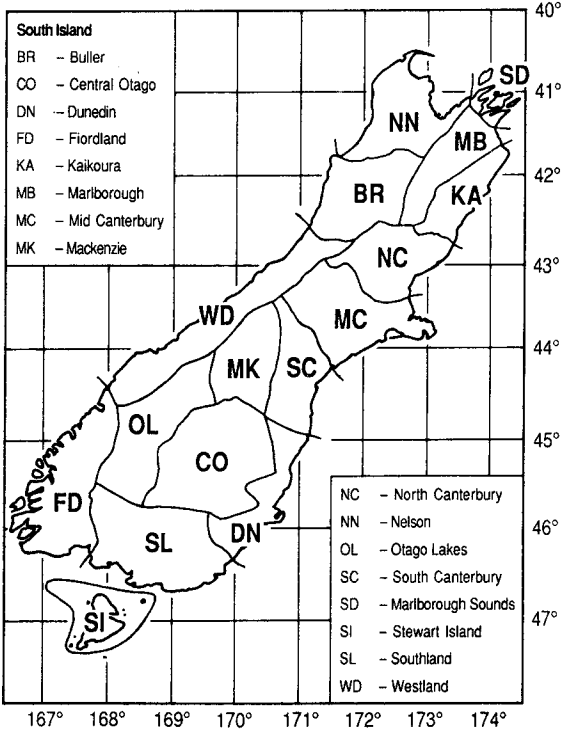 South Island
BR – Buller
CO – Central Otago
DN – Dunedin
FD – Fiordland
KA – Kaikoura
MB – Marlborough
MC – Mid Canterbury
MK – Mackenzie
40°
SD
41°
NN
MB
42°
BR
KA
NC
43°
WD
MC
MK
SC
44°
OL
45°
CO
FD
SL
DN
46°
SI
47°
NC – North Canterbury
NN – Nelson
OL – Otago Lakes
SC – South Canterbury
SD – Marlborough Sounds
SI – Stewart Island
SL – Southland
WD – Westland
167° 168° 169° 170° 171° 172° 173° 174°